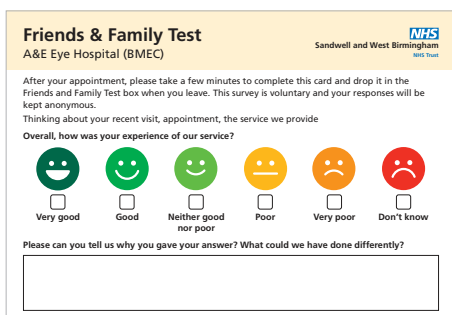 Friends & Family Test
A&E Eye Hospital (BMEC)
NHS
Sandwell and West Birmingham
NHS Trust
After your appointment, please take a few minutes to complete this card and drop it in the
Friends and Family Test box when you leave. This survey is voluntary and your responses will be
kept anonymous.
Thinking about your recent visit, appointment, the service we provide
Overall, how was your experience of our service?
Very good
Good
Neither good
nor poor
Poor
Very poor
Don't know
Please can you tell us why you gave your answer? What could we have done differently?